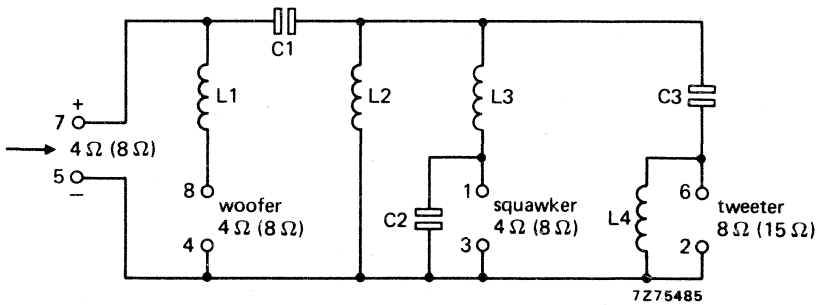 C1
L1
L2
L3
C3
7 +
4 Ω (8 Ω)
5 −
8
woofer
4 Ω (8 Ω)
4
C2
1
squawker
4 Ω (8 Ω)
3
L4
6
tweeter
8 Ω (15 Ω)
2
7Z75485